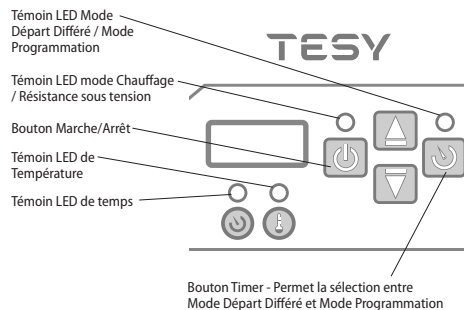 Témoin LED Mode
Départ Différé / Mode
Programmation
TESY
Témoin LED mode Chauffage
/ Résistance sous tension
Bouton Marche/Arrêt
Témoin LED de
Température
Témoin LED de temps
Bouton Timer - Permet la sélection entre
Mode Départ Différé et Mode Programmation